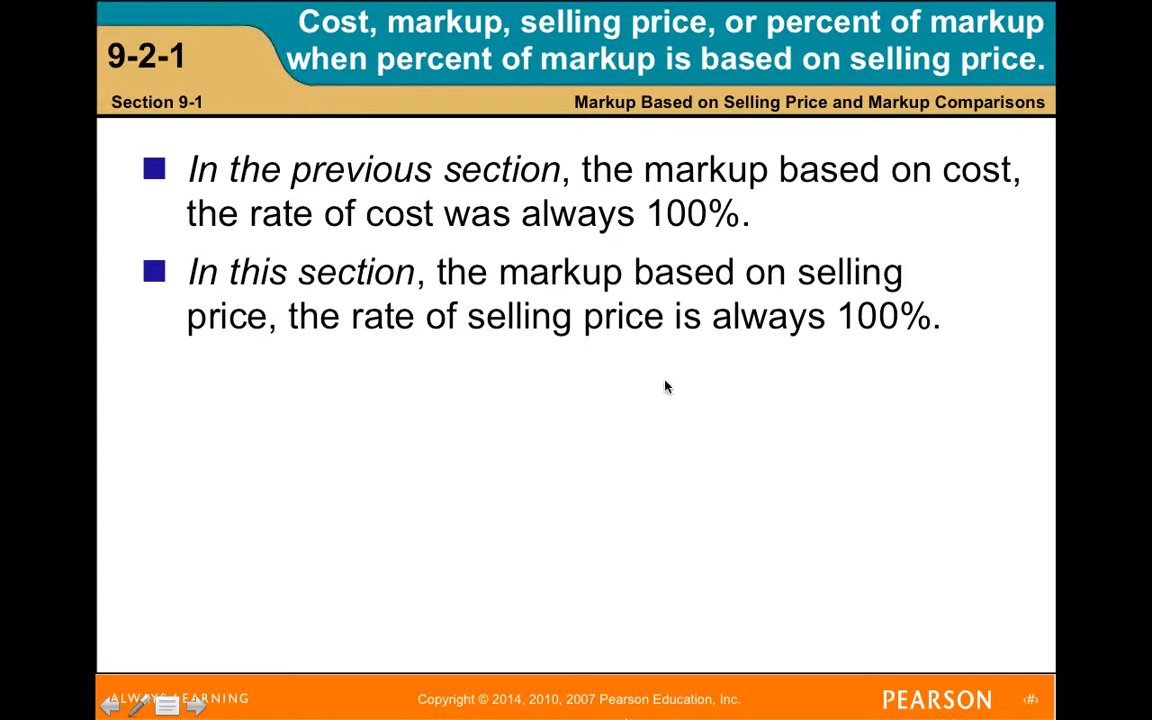 Cost, markup, selling price, or percent of markup
9-2-1
when percent of markup is based on selling price.
Section 9-1
Markup Based on Selling Price and Markup Comparisons
In the previous section, the markup based on cost,
the rate of cost was always 100%.
In this section, the markup based on selling
price, the rate of selling price is always 100%.
ALWAYS LEARNING
Copyright © 2014, 2010, 2007 Pearson Education, Inc.
PEARSON
‹#›